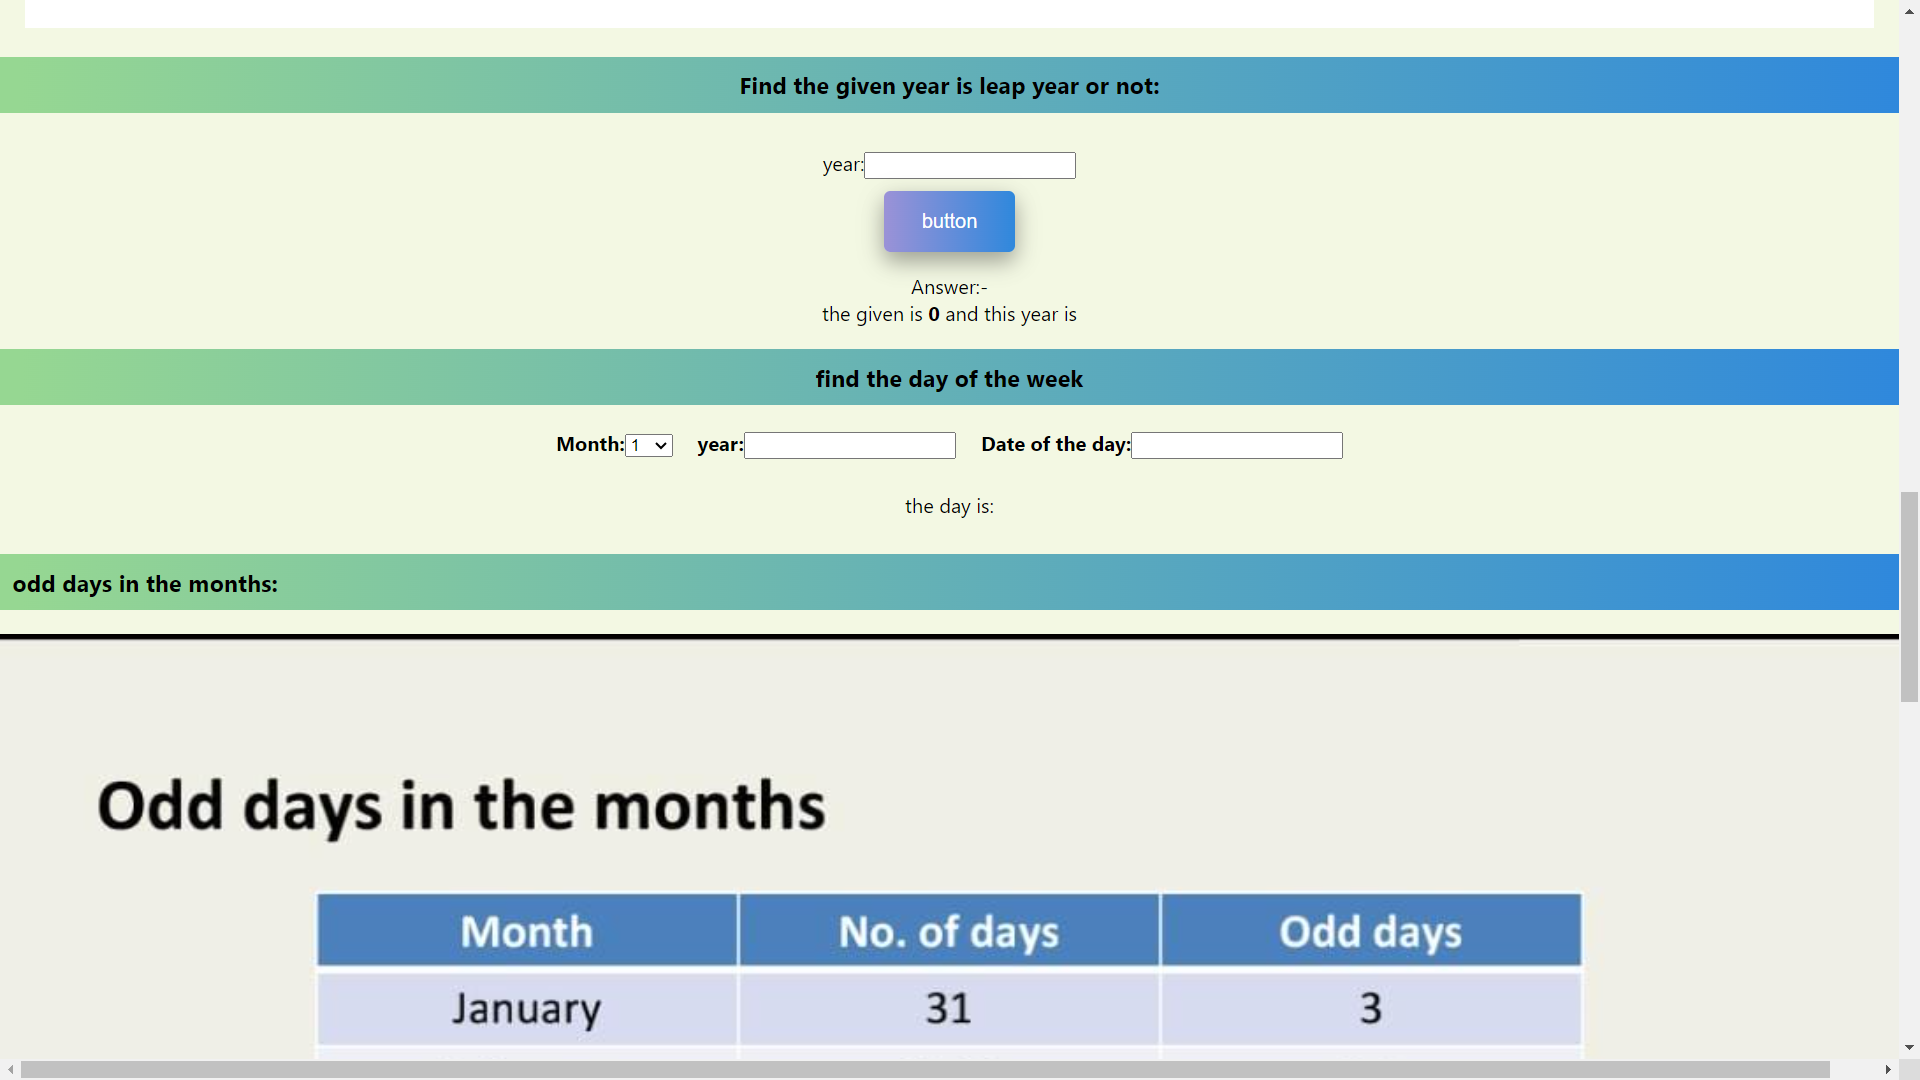 Find the given year is leap year or not:
year:
button
Answer:-
the given is 0 and this year is
find the day of the week
Month: 1 year: Date of the day:
the day is:
odd days in the months:
Odd days in the months
Month No. of days Odd days
January 31 3